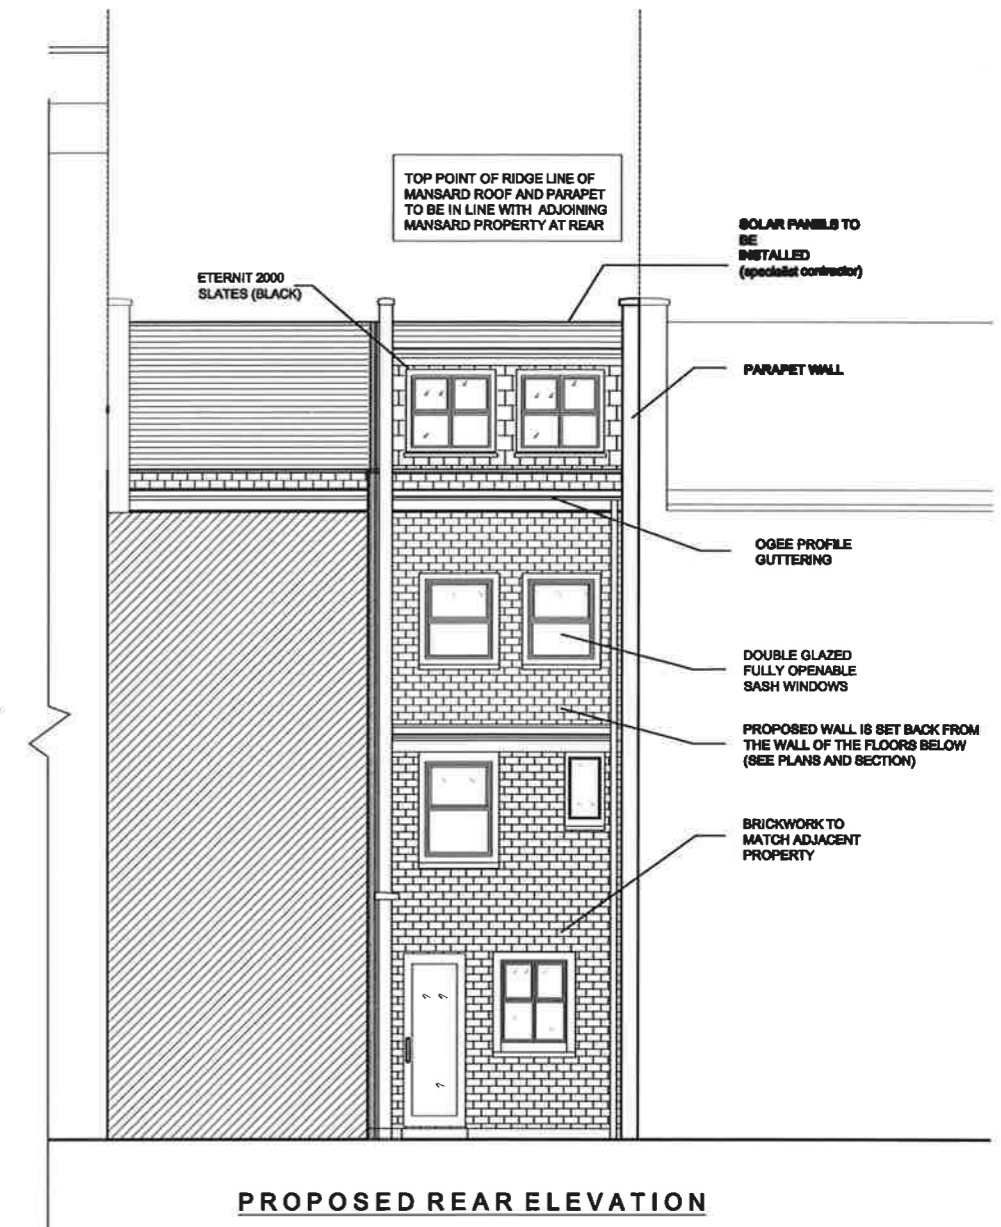 TOP POINT OF RIDGE LINE OF
MANSARD ROOF AND PARAPET
TO BE IN LINE WITH ADJOINING
MANSARD PROPERTY AT REAR
SOLAR PANELS TO
BE
INSTALLED
(specialist contractor)
ETERNIT 2000
SLATES (BLACK)
PARAPET WALL
OGEE PROFILE
GUTTERING
DOUBLE GLAZED
FULLY OPENABLE
SASH WINDOWS
PROPOSED WALL IS SET BACK FROM
THE WALL OF THE FLOORS BELOW
(SEE PLANS AND SECTION)
BRICKWORK TO
MATCH ADJACENT
PROPERTY
PROPOSED REAR ELEVATION